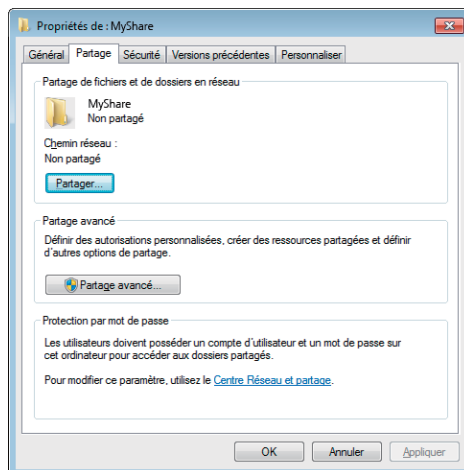 Propriétés de : MyShare
Général Partage Sécurité Versions précédentes Personnaliser
Partage de fichiers et de dossiers en réseau
MyShare
Non partagé
Chemin réseau :
Non partagé
Partager...
Partage avancé
Définir des autorisations personnalisées, créer des ressources partagées et définir
d'autres options de partage.
Partage avancé...
Protection par mot de passe
Les utilisateurs doivent posséder un compte d'utilisateur et un mot de passe sur
cet ordinateur pour accéder aux dossiers partagés.
Pour modifier ce paramètre, utilisez le Centre Réseau et partage.
OK Annuler Appliquer